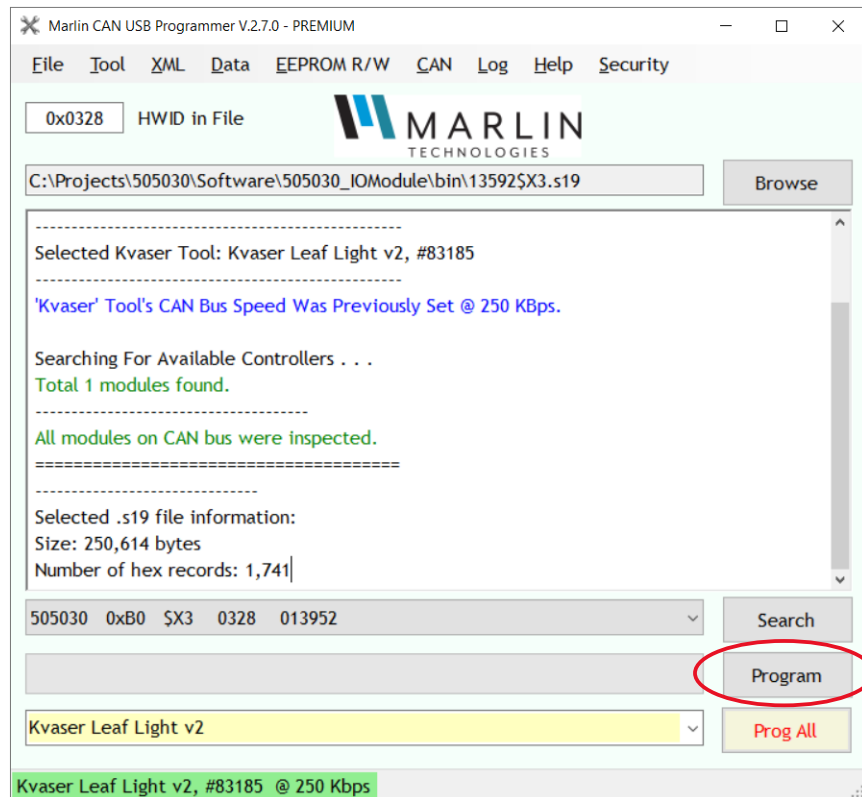 Marlin CAN USB Programmer V.2.7.0 - PREMIUM
File Tool XML Data EEPROM R/W CAN Log Help Security
0x0328 HWID in File
MARLIN
TECHNOLOGIES
C:\Projects\505030\Software\505030_IOModule\bin\13592$X3.s19
Browse
--------------------------------------------------
Selected Kvaser Tool: Kvaser Leaf Light v2, #83185
--------------------------------------------------
'Kvaser' Tool's CAN Bus Speed Was Previously Set @ 250 KBps.
Searching For Available Controllers . . .
Total 1 modules found.
-------------------------------------
All modules on CAN bus were inspected.
======================================
------------------------------
Selected .s19 file information:
Size: 250,614 bytes
Number of hex records: 1,741
505030 0xB0 $X3 0328 013952
Search
Program
Kvaser Leaf Light v2
Prog All
Kvaser Leaf Light v2, #83185 @ 250 Kbps